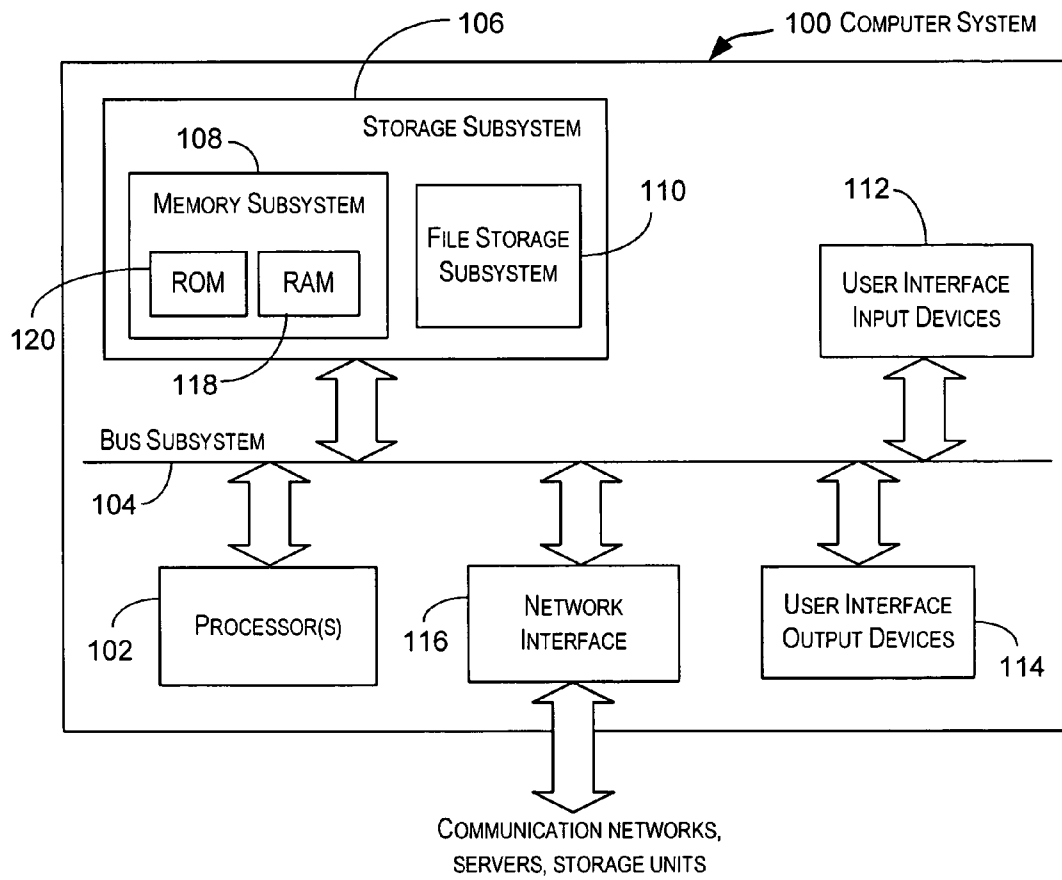 100 COMPUTER SYSTEM
106
STORAGE SUBSYSTEM
108
MEMORY SUBSYSTEM
110
FILE STORAGE
SUBSYSTEM
112
USER INTERFACE
INPUT DEVICES
ROM
RAM
120
118
BUS SUBSYSTEM
104
PROCESSOR(S)
102
NETWORK
INTERFACE
116
USER INTERFACE
OUTPUT DEVICES
114
COMMUNICATION NETWORKS,
SERVERS, STORAGE UNITS